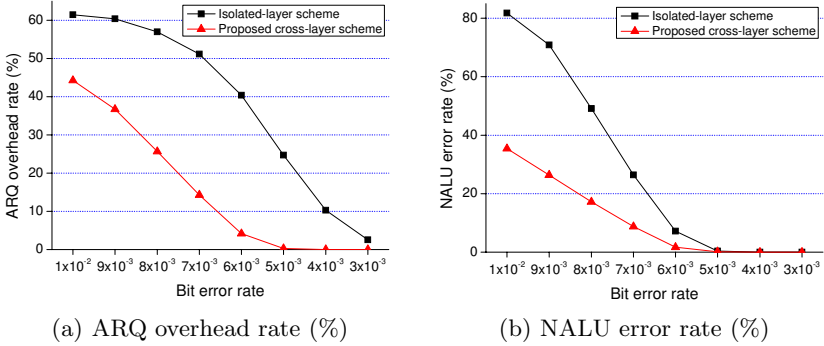 Isolated-layer scheme
Proposed cross-layer scheme
ARQ overhead rate (%)
60
50
40
30
20
10
0
1x10⁻² 9x10⁻³ 8x10⁻³ 7x10⁻³ 6x10⁻³ 5x10⁻³ 4x10⁻³ 3x10⁻³
Bit error rate
(a) ARQ overhead rate (%)
Isolated-layer scheme
Proposed cross-layer scheme
NALU error rate (%)
80
60
40
20
0
1x10⁻² 9x10⁻³ 8x10⁻³ 7x10⁻³ 6x10⁻³ 5x10⁻³ 4x10⁻³ 3x10⁻³
Bit error rate
(b) NALU error rate (%)